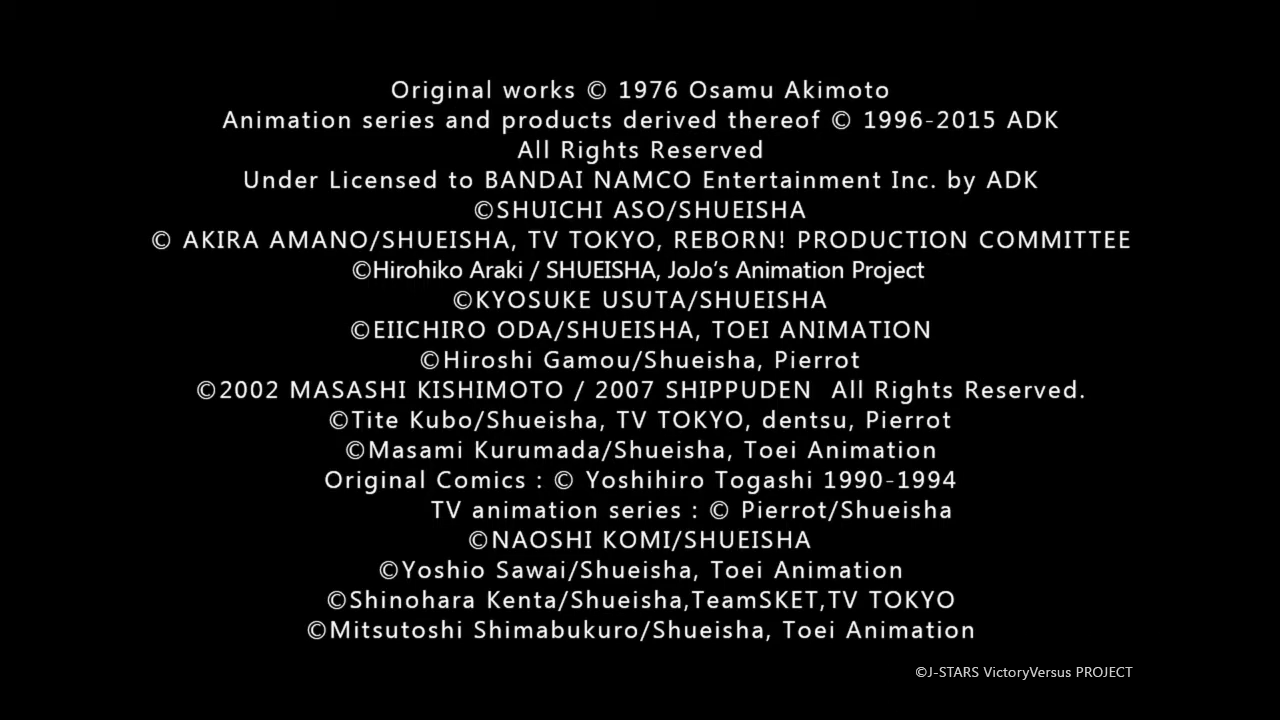 Original works © 1976 Osamu Akimoto
Animation series and products derived thereof © 1996-2015 ADK
All Rights Reserved
Under Licensed to BANDAI NAMCO Entertainment Inc. by ADK
©SHUICHI ASO/SHUEISHA
© AKIRA AMANO/SHUEISHA, TV TOKYO, REBORN! PRODUCTION COMMITTEE
©Hirohiko Araki / SHUEISHA, JoJo's Animation Project
©KYOSUKE USUTA/SHUEISHA
©EIICHIRO ODA/SHUEISHA, TOEI ANIMATION
©Hiroshi Gamou/Shueisha, Pierrot
©2002 MASASHI KISHIMOTO / 2007 SHIPPUDEN  All Rights Reserved.
©Tite Kubo/Shueisha, TV TOKYO, dentsu, Pierrot
©Masami Kurumada/Shueisha, Toei Animation
Original Comics : © Yoshihiro Togashi 1990-1994
TV animation series : © Pierrot/Shueisha
©NAOSHI KOMI/SHUEISHA
©Yoshio Sawai/Shueisha, Toei Animation
©Shinohara Kenta/Shueisha,TeamSKET,TV TOKYO
©Mitsutoshi Shimabukuro/Shueisha, Toei Animation
©J-STARS VictoryVersus PROJECT